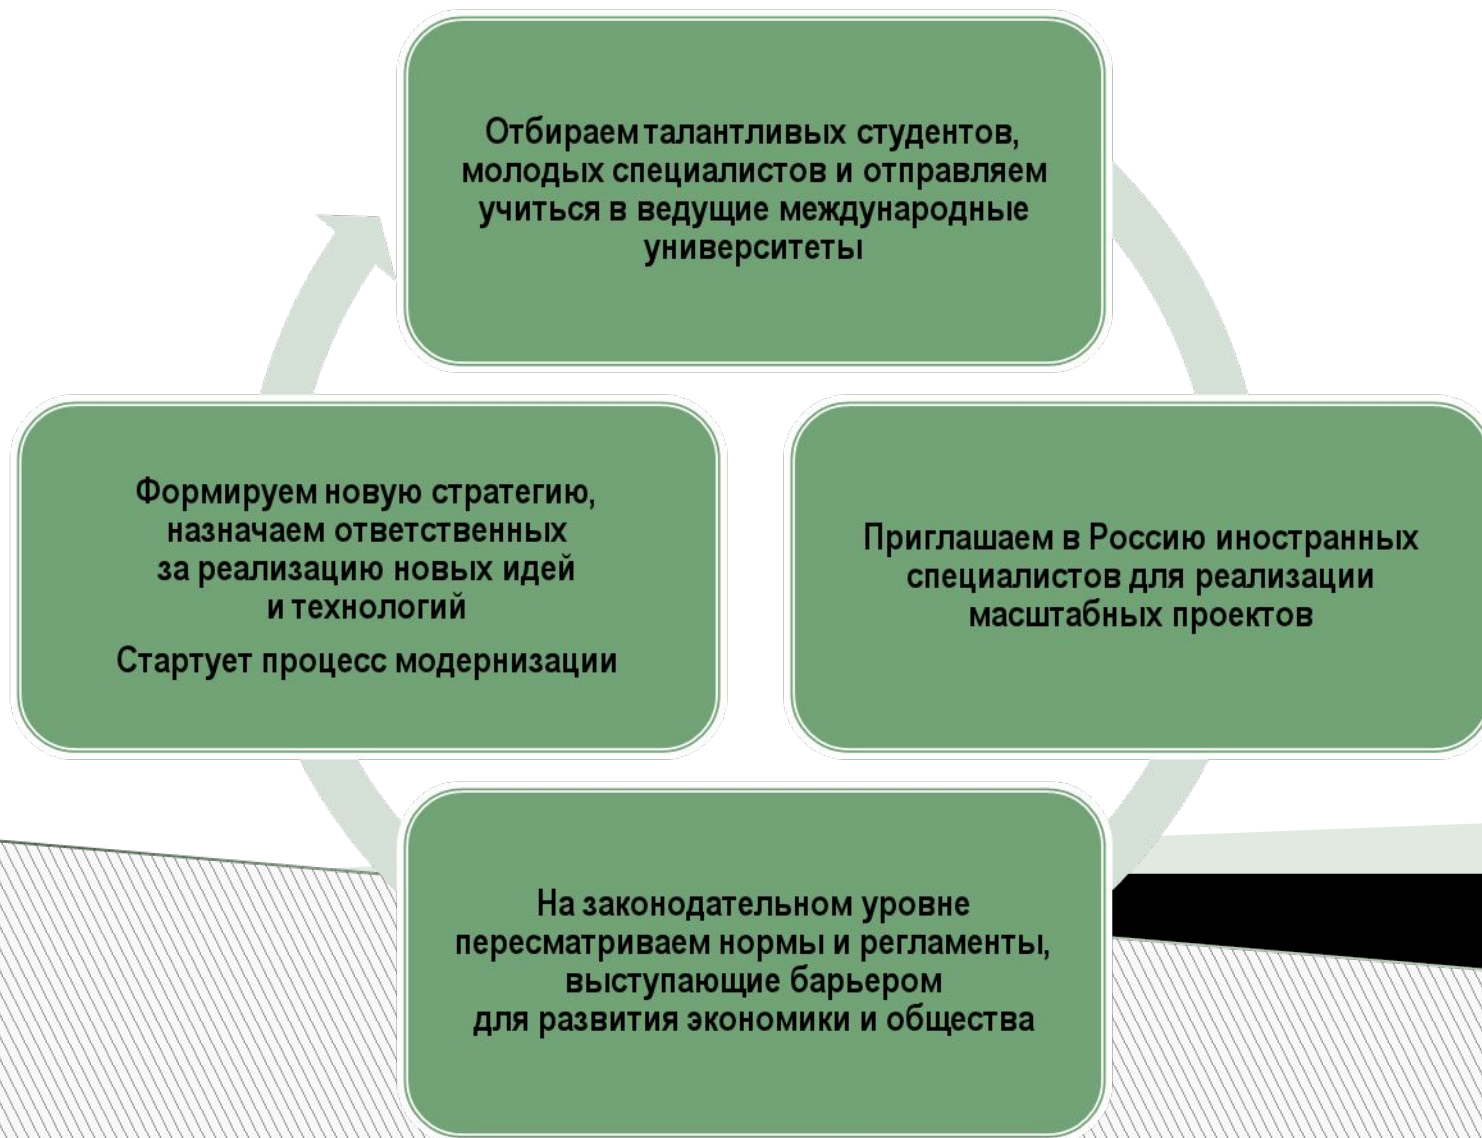 Отбираем талантливых студентов,
молодых специалистов и отправляем
учиться в ведущие международные
университеты
Приглашаем в Россию иностранных
специалистов для реализации
масштабных проектов
На законодательном уровне
пересматриваем нормы и регламенты,
выступающие барьером
для развития экономики и общества
Формируем новую стратегию,
назначаем ответственных
за реализацию новых идей
и технологий
Стартует процесс модернизации